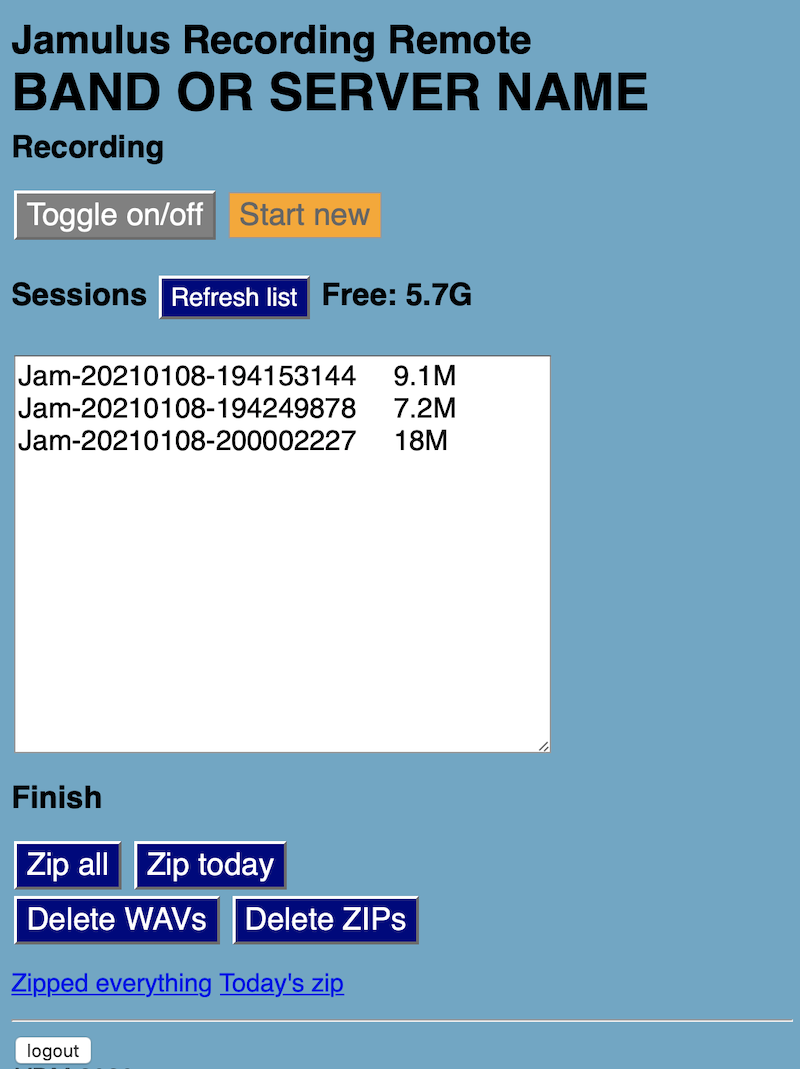 Jamulus Recording Remote
BAND OR SERVER NAME
Recording
Toggle on/off Start new
Sessions Refresh list Free: 5.7G
Jam-20210108-194153144 9.1M
Jam-20210108-194249878 7.2M
Jam-20210108-200002227 18M
Finish
Zip all Zip today
Delete WAVs Delete ZIPs
Zipped everything Today's zip
logout